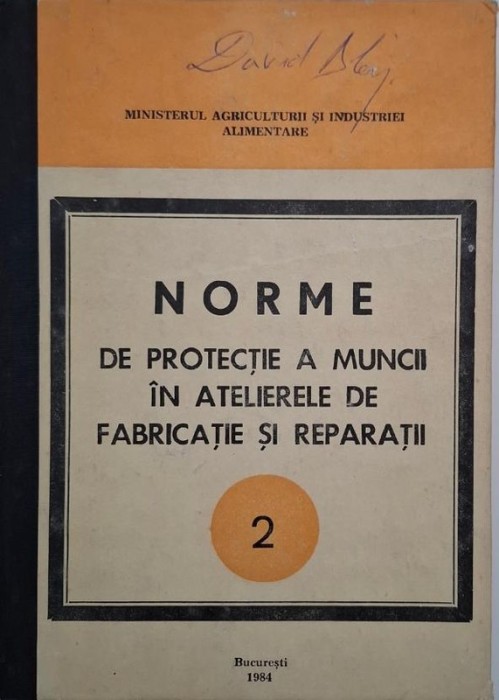 David
MINISTERUL AGRICULTURII ȘI INDUSTRIEI
ALIMENTARE
NORME
DE PROTECȚIE A MUNCII
ÎN ATELIERELE DE
FABRICAȚIE ȘI REPARAȚII
2
București
1984